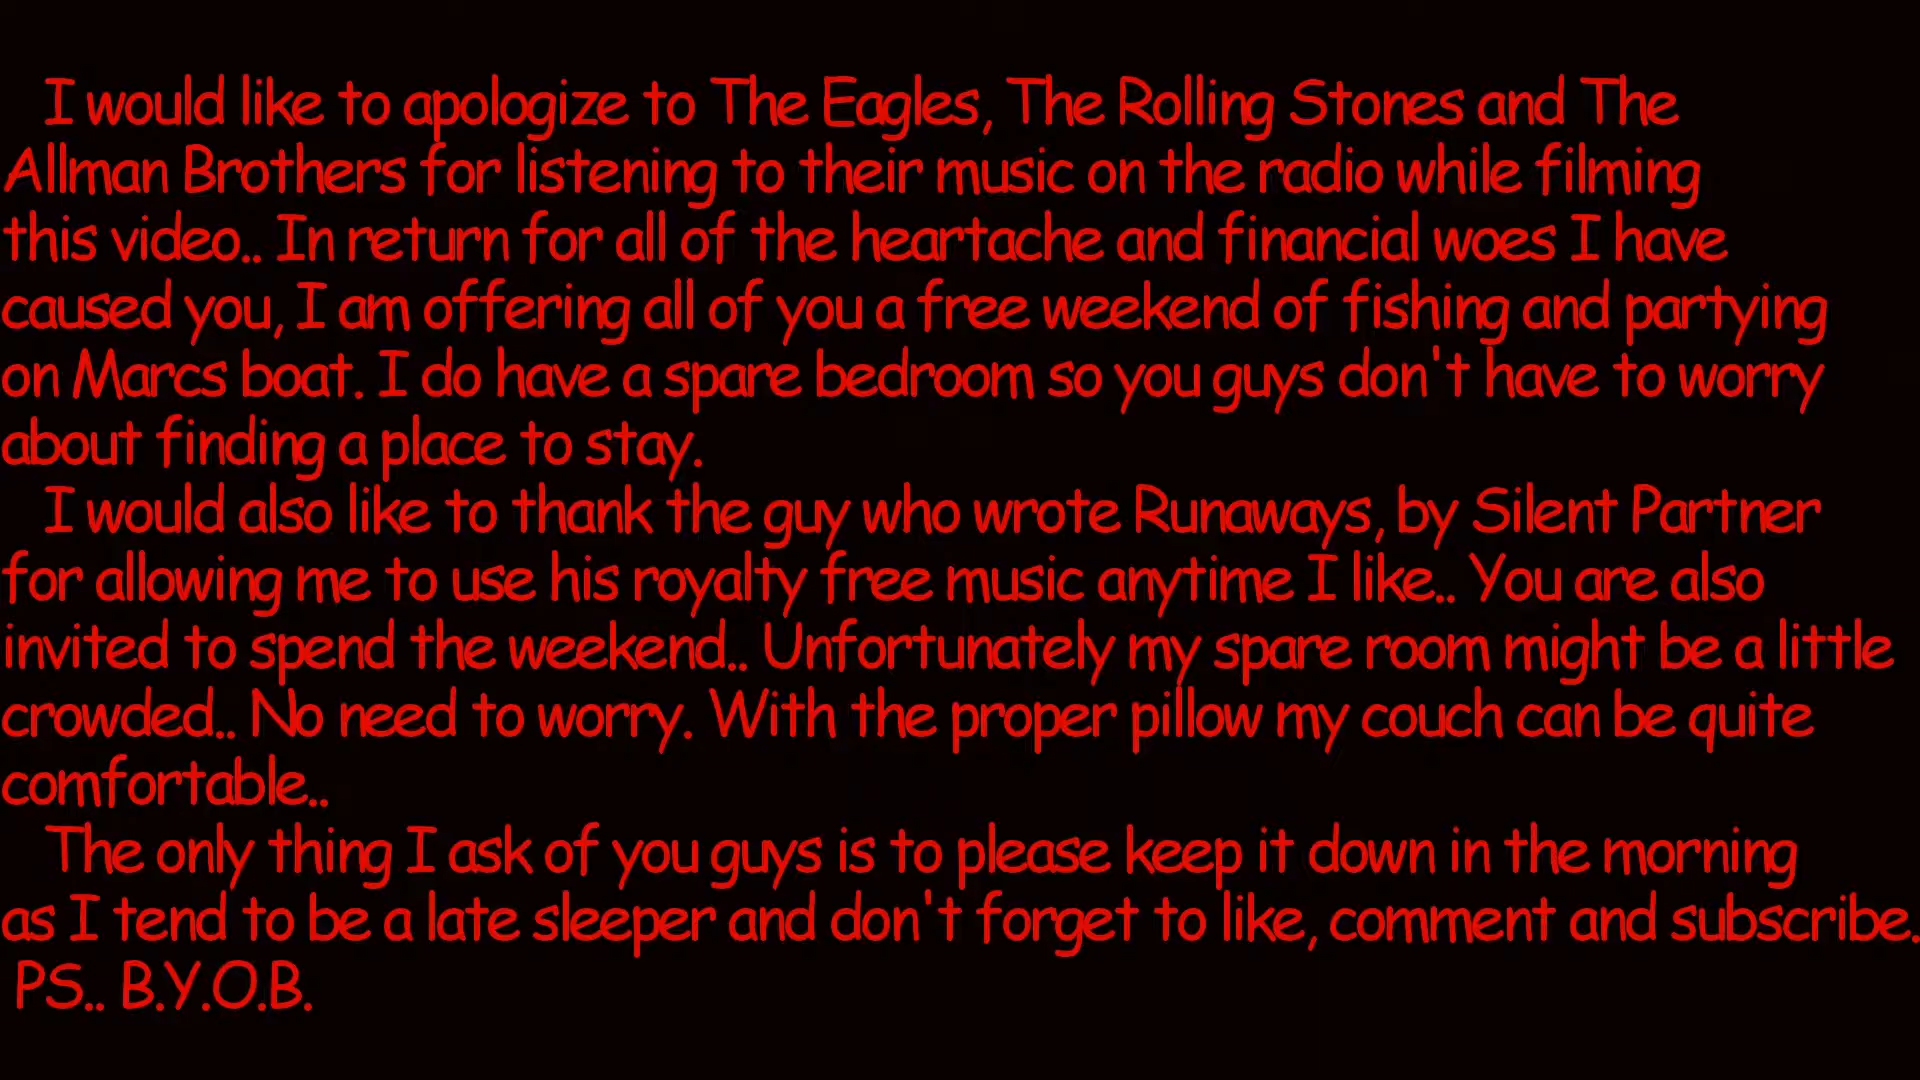 I would like to apologize to The Eagles, The Rolling Stones and The
Allman Brothers for listening to their music on the radio while filming
this video.. In return for all of the heartache and financial woes I have
caused you, I am offering all of you a free weekend of fishing and partying
on Marcs boat. I do have a spare bedroom so you guys don't have to worry
about finding a place to stay.
I would also like to thank the guy who wrote Runaways, by Silent Partner
for allowing me to use his royalty free music anytime I like.. You are also
invited to spend the weekend.. Unfortunately my spare room might be a little
crowded.. No need to worry. With the proper pillow my couch can be quite
comfortable..
The only thing I ask of you guys is to please keep it down in the morning
as I tend to be a late sleeper and don't forget to like, comment and subscribe.
PS.. B.Y.O.B.